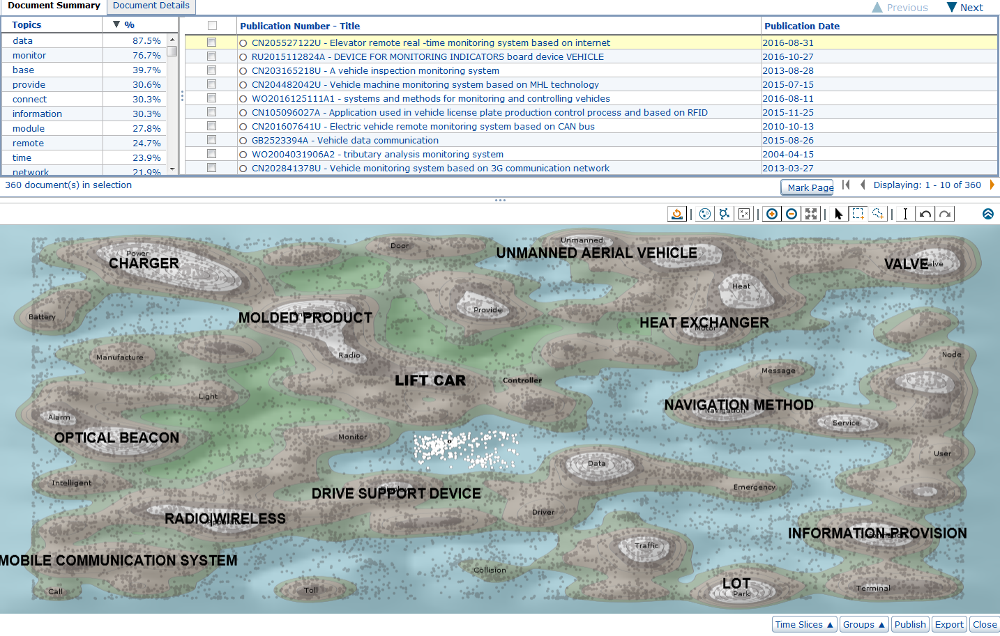 Document Summary Document Details
Previous Next
Topics % Publication Number - Title Publication Date
data 87.5% CN205527122U - Elevator remote real -time monitoring system based on internet 2016-08-31
monitor 76.7% RU2015112824A - DEVICE FOR MONITORING INDICATORS board device VEHICLE 2016-10-27
base 39.7% CN203165218U - A vehicle inspection monitoring system 2013-08-28
provide 30.6% CN204482042U - Vehicle machine monitoring system based on MHL technology 2015-07-15
connect 30.3% WO2016125111A1 - systems and methods for monitoring and controlling vehicles 2016-08-11
information 30.3% CN105096027A - Application used in vehicle license plate production control process and based on RFID 2015-11-25
module 27.8% CN201607641U - Electric vehicle remote monitoring system based on CAN bus 2010-10-13
remote 24.7% GB2523394A - Vehicle data communication 2015-08-26
time 23.9% WO2004031906A2 - tributary analysis monitoring system 2004-04-15
network 21.9% CN202841378U - Vehicle monitoring system based on 3G communication network 2013-03-27
360 document(s) in selection Mark Page Displaying: 1 - 10 of 360
Unmanned
Door
Power
UNMANNED AERIAL VEHICLE
CHARGER
VALVE Valve
Heat
Provide
Battery
MOLDED PRODUCT
HEAT EXCHANGER
Motor
Radio
Manufacture
Node
Message
LIFT CAR
Controller
Light
NAVIGATION METHOD
Navigation
Alarm
Service
OPTICAL BEACON
Monitor
User
Data
Intelligent
Emergency
DRIVE SUPPORT DEVICE
Driver
RADIO|WIRELESS
Apparatus
INFORMATION-PROVISION
Traffic
MOBILE COMMUNICATION SYSTEM
Collision
LOT
Call
Toll
Park
Terminal
Time Slices Groups Publish Export Close